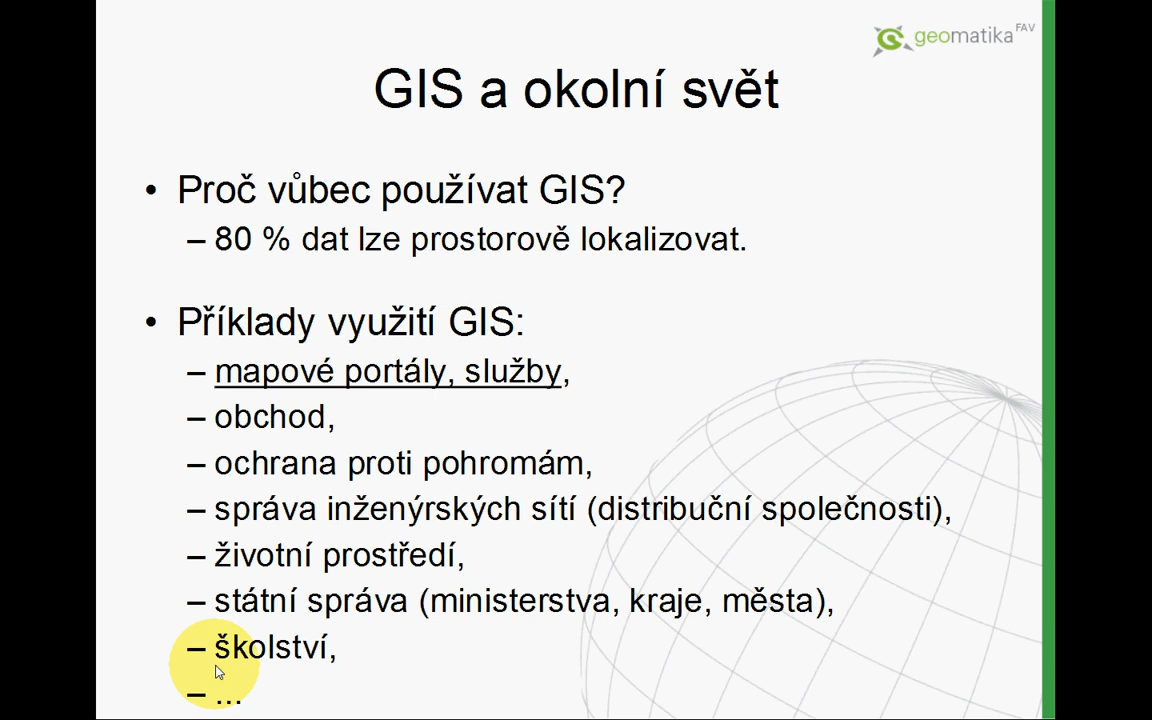 geomatika FAV
GIS a okolní svět
• Proč vůbec používat GIS?
– 80 % dat lze prostorově lokalizovat.
• Příklady využití GIS:
– mapové portály, služby,
– obchod,
– ochrana proti pohromám,
– správa inženýrských sítí (distribuční společnosti),
– životní prostředí,
– státní správa (ministerstva, kraje, města),
– školství,
– ...